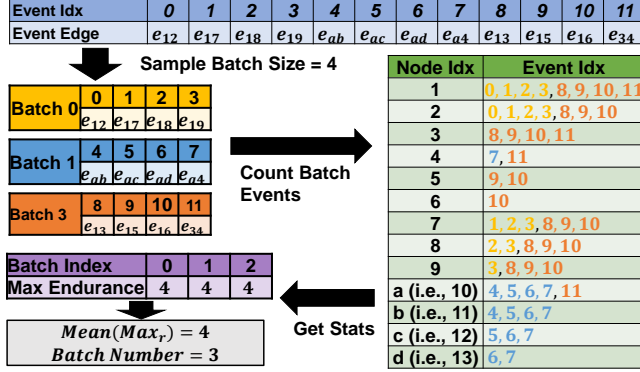 Event Idx 0 1 2 3 4 5 6 7 8 9 10 11
Event Edge e12 e17 e18 e19 eab eac ead ea4 e13 e15 e16 e34
Sample Batch Size = 4
Batch 0 0 1 2 3
e12 e17 e18 e19
Batch 1 4 5 6 7
eab eac ead ea4
Batch 3 8 9 10 11
e13 e15 e16 e34
Count Batch
Events
Node Idx Event Idx
1 0, 1, 2, 3, 8, 9, 10, 11
2 0, 1, 2, 3, 8, 9, 10
3 8, 9, 10, 11
4 7, 11
5 9, 10
6 10
7 1, 2, 3, 8, 9, 10
8 2, 3, 8, 9, 10
9 3, 8, 9, 10
a (i.e., 10) 4, 5, 6, 7, 11
b (i.e., 11) 4, 5, 6, 7
c (i.e., 12) 5, 6, 7
d (i.e., 13) 6, 7
Get Stats
Batch Index 0 1 2
Max Endurance 4 4 4
Mean(Maxr) = 4
Batch Number = 3